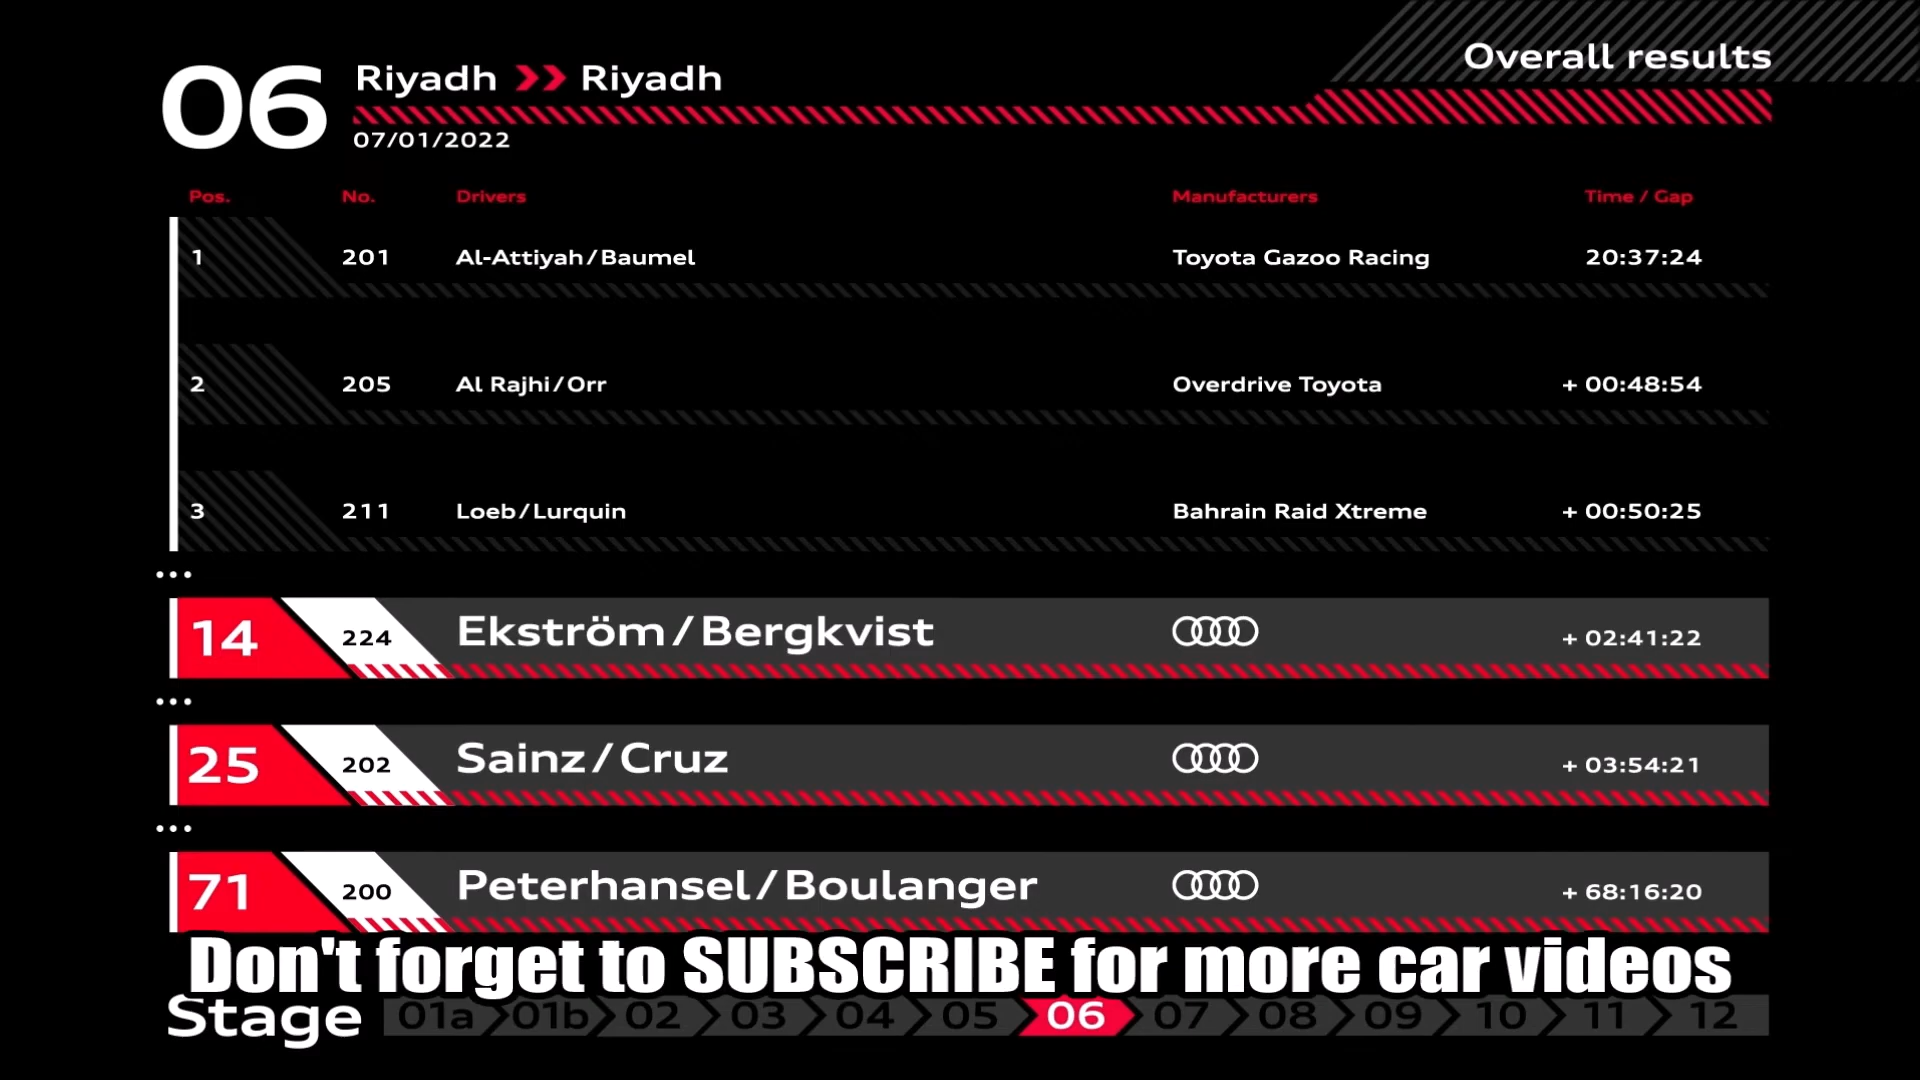 06 Riyadh Riyadh Overall results
07/01/2022
Pos. No. Drivers Manufacturers Time / Gap
1 201 Al-Attiyah/Baumel Toyota Gazoo Racing 20:37:24
2 205 Al Rajhi/Orr Overdrive Toyota + 00:48:54
3 211 Loeb/Lurquin Bahrain Raid Xtreme + 00:50:25
...
14 224 Ekström/Bergkvist + 02:41:22
...
25 202 Sainz/Cruz + 03:54:21
...
71 200 Peterhansel/Boulanger + 68:16:20
Don't forget to SUBSCRIBE for more car videos
Stage 01a 01b 02 03 04 05 06 07 08 09 10 11 12